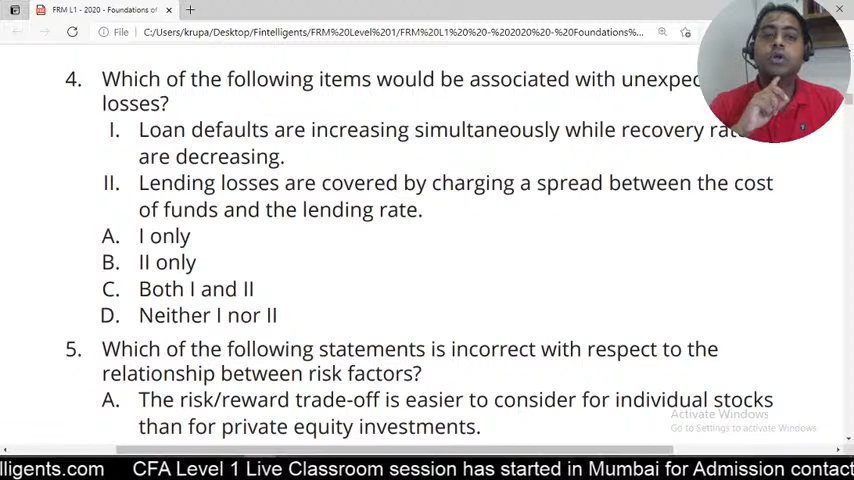 FRM L1 - 2020 - Foundations of
File C:/Users/krupa/Desktop/Fintelligents/FRM%20Level%201/FRM%20L1%20%20-%202020%20-%20Foundations%...
4. Which of the following items would be associated with
losses?
I. Loan defaults are increasing simultaneously while recovery
are decreasing.
II. Lending losses are covered by charging a spread between the cost
of funds and the lending rate.
A. I only
B. II only
C. Both I and II
D. Neither I nor II
5. Which of the following statements is incorrect with respect to the
relationship between risk factors?
A. The risk/reward trade-off is easier to consider for individual stocks
than for private equity investments.
Activate Windows
Go to Settings to activate Windows.
lligents.com CFA Level 1 Live Classroom session has started in Mumbai for Admission contact